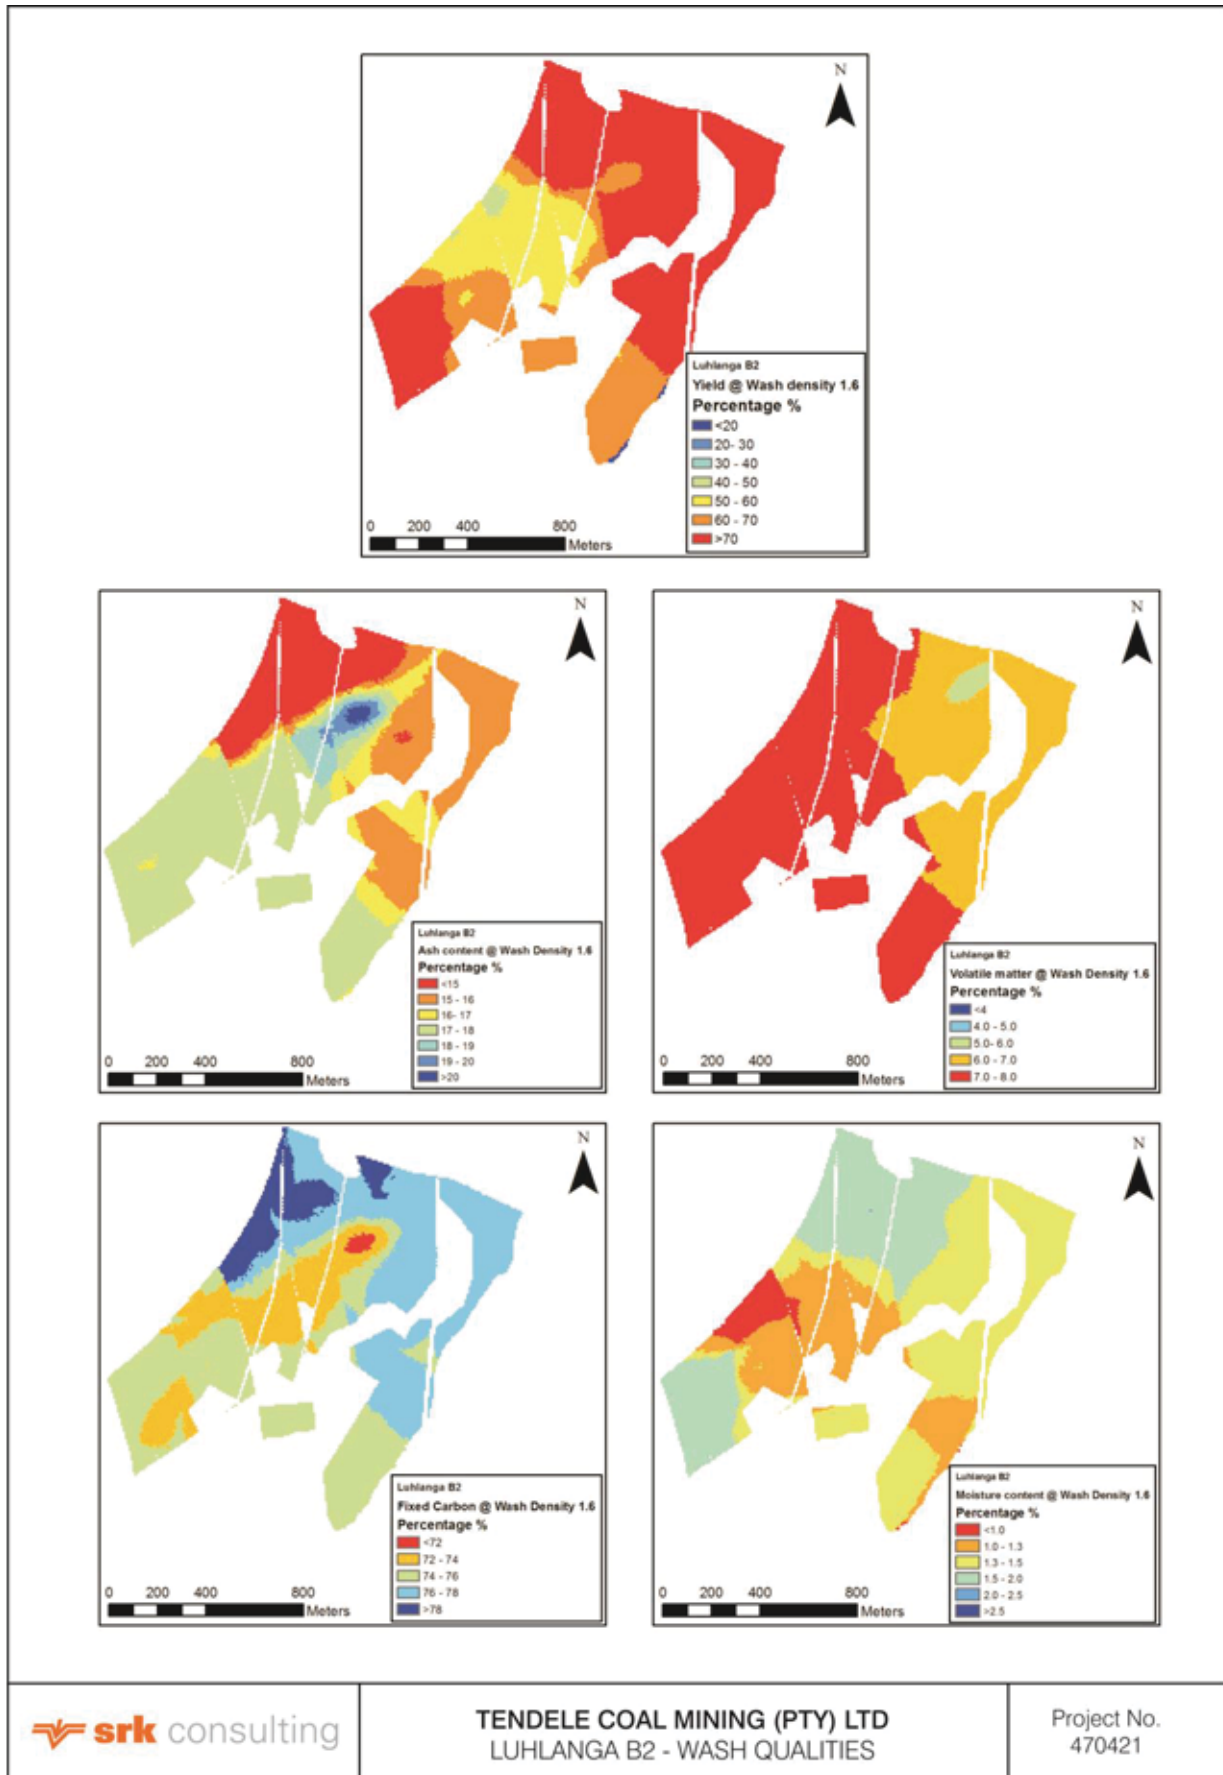 N
Luhlanga B2
Yield @ Wash density 1.6
Percentage %
<20
20- 30
30 - 40
40 - 50
50 - 60
60 - 70
>70
0 200 400 800
Meters
N
Luhlanga B2
Ash content @ Wash Density 1.6
Percentage %
<15
15 - 16
16- 17
17 - 18
18 - 19
19 - 20
>20
0 200 400 800
Meters
N
Luhlanga B2
Volatile matter @ Wash Density 1.6
Percentage %
<4
4.0 - 5.0
5.0- 6.0
6.0 - 7.0
7.0 - 8.0
0 200 400 800
Meters
N
Luhlanga B2
Fixed Carbon @ Wash Density 1.6
Percentage %
<72
72 - 74
74 - 76
76 - 78
>78
0 200 400 800
Meters
N
Luhlanga B2
Moisture content @ Wash Density 1.6
Percentage %
<1.0
1.0 - 1.3
1.3 - 1.5
1.5 - 2.0
2.0 - 2.5
>2.5
0 200 400 800
Meters
srk consulting
TENDELE COAL MINING (PTY) LTD
LUHLANGA B2 - WASH QUALITIES
Project No.
470421